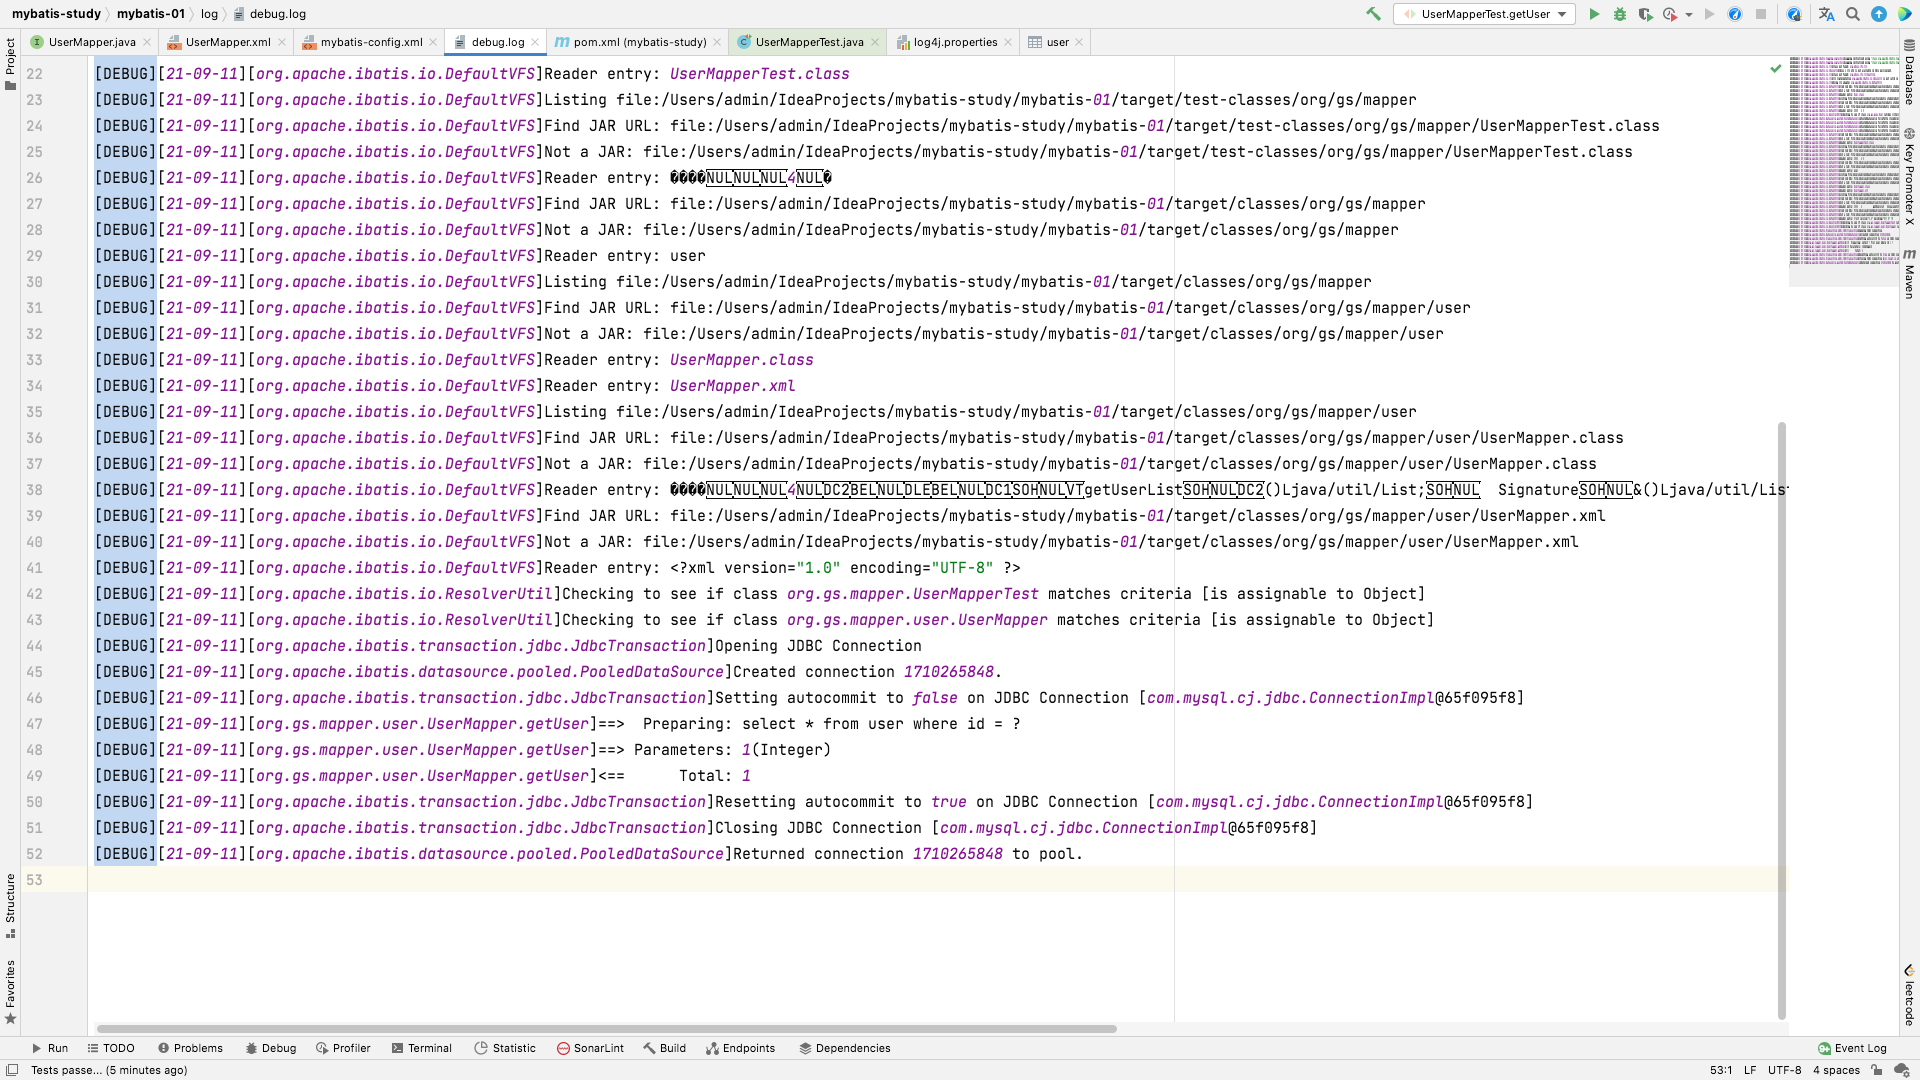 mybatis-study mybatis-01 log debug.log UserMapperTest.getUser
UserMapper.java UserMapper.xml mybatis-config.xml debug.log pom.xml (mybatis-study) UserMapperTest.java log4j.properties user
22 [DEBUG][21-09-11][org.apache.ibatis.io.DefaultVFS]Reader entry: UserMapperTest.class
23 [DEBUG][21-09-11][org.apache.ibatis.io.DefaultVFS]Listing file:/Users/admin/IdeaProjects/mybatis-study/mybatis-01/target/test-classes/org/gs/mapper
24 [DEBUG][21-09-11][org.apache.ibatis.io.DefaultVFS]Find JAR URL: file:/Users/admin/IdeaProjects/mybatis-study/mybatis-01/target/test-classes/org/gs/mapper/UserMapperTest.class
25 [DEBUG][21-09-11][org.apache.ibatis.io.DefaultVFS]Not a JAR: file:/Users/admin/IdeaProjects/mybatis-study/mybatis-01/target/test-classes/org/gs/mapper/UserMapperTest.class
26 [DEBUG][21-09-11][org.apache.ibatis.io.DefaultVFS]Reader entry: ����NULNULNUL4NUL�
27 [DEBUG][21-09-11][org.apache.ibatis.io.DefaultVFS]Find JAR URL: file:/Users/admin/IdeaProjects/mybatis-study/mybatis-01/target/classes/org/gs/mapper
28 [DEBUG][21-09-11][org.apache.ibatis.io.DefaultVFS]Not a JAR: file:/Users/admin/IdeaProjects/mybatis-study/mybatis-01/target/classes/org/gs/mapper
29 [DEBUG][21-09-11][org.apache.ibatis.io.DefaultVFS]Reader entry: user
30 [DEBUG][21-09-11][org.apache.ibatis.io.DefaultVFS]Listing file:/Users/admin/IdeaProjects/mybatis-study/mybatis-01/target/classes/org/gs/mapper
31 [DEBUG][21-09-11][org.apache.ibatis.io.DefaultVFS]Find JAR URL: file:/Users/admin/IdeaProjects/mybatis-study/mybatis-01/target/classes/org/gs/mapper/user
32 [DEBUG][21-09-11][org.apache.ibatis.io.DefaultVFS]Not a JAR: file:/Users/admin/IdeaProjects/mybatis-study/mybatis-01/target/classes/org/gs/mapper/user
33 [DEBUG][21-09-11][org.apache.ibatis.io.DefaultVFS]Reader entry: UserMapper.class
34 [DEBUG][21-09-11][org.apache.ibatis.io.DefaultVFS]Reader entry: UserMapper.xml
35 [DEBUG][21-09-11][org.apache.ibatis.io.DefaultVFS]Listing file:/Users/admin/IdeaProjects/mybatis-study/mybatis-01/target/classes/org/gs/mapper/user
36 [DEBUG][21-09-11][org.apache.ibatis.io.DefaultVFS]Find JAR URL: file:/Users/admin/IdeaProjects/mybatis-study/mybatis-01/target/classes/org/gs/mapper/user/UserMapper.class
37 [DEBUG][21-09-11][org.apache.ibatis.io.DefaultVFS]Not a JAR: file:/Users/admin/IdeaProjects/mybatis-study/mybatis-01/target/classes/org/gs/mapper/user/UserMapper.class
38 [DEBUG][21-09-11][org.apache.ibatis.io.DefaultVFS]Reader entry: ����NULNULNUL4NULDC2BELNULDLEBELNULDC1SOHNULVTgetUserListSOHNULDC2()Ljava/util/List;SOHNUL SignatureSOHNUL&()Ljava/util/Lis
39 [DEBUG][21-09-11][org.apache.ibatis.io.DefaultVFS]Find JAR URL: file:/Users/admin/IdeaProjects/mybatis-study/mybatis-01/target/classes/org/gs/mapper/user/UserMapper.xml
40 [DEBUG][21-09-11][org.apache.ibatis.io.DefaultVFS]Not a JAR: file:/Users/admin/IdeaProjects/mybatis-study/mybatis-01/target/classes/org/gs/mapper/user/UserMapper.xml
41 [DEBUG][21-09-11][org.apache.ibatis.io.DefaultVFS]Reader entry: <?xml version="1.0" encoding="UTF-8" ?>
42 [DEBUG][21-09-11][org.apache.ibatis.io.ResolverUtil]Checking to see if class org.gs.mapper.UserMapperTest matches criteria [is assignable to Object]
43 [DEBUG][21-09-11][org.apache.ibatis.io.ResolverUtil]Checking to see if class org.gs.mapper.user.UserMapper matches criteria [is assignable to Object]
44 [DEBUG][21-09-11][org.apache.ibatis.transaction.jdbc.JdbcTransaction]Opening JDBC Connection
45 [DEBUG][21-09-11][org.apache.ibatis.datasource.pooled.PooledDataSource]Created connection 1710265848.
46 [DEBUG][21-09-11][org.apache.ibatis.transaction.jdbc.JdbcTransaction]Setting autocommit to false on JDBC Connection [com.mysql.cj.jdbc.ConnectionImpl@65f095f8]
47 [DEBUG][21-09-11][org.gs.mapper.user.UserMapper.getUser]==>  Preparing: select * from user where id = ?
48 [DEBUG][21-09-11][org.gs.mapper.user.UserMapper.getUser]==> Parameters: 1(Integer)
49 [DEBUG][21-09-11][org.gs.mapper.user.UserMapper.getUser]<==      Total: 1
50 [DEBUG][21-09-11][org.apache.ibatis.transaction.jdbc.JdbcTransaction]Resetting autocommit to true on JDBC Connection [com.mysql.cj.jdbc.ConnectionImpl@65f095f8]
51 [DEBUG][21-09-11][org.apache.ibatis.transaction.jdbc.JdbcTransaction]Closing JDBC Connection [com.mysql.cj.jdbc.ConnectionImpl@65f095f8]
52 [DEBUG][21-09-11][org.apache.ibatis.datasource.pooled.PooledDataSource]Returned connection 1710265848 to pool.
53
Project
Structure
Favorites
Database
Key Promoter X
Maven
leetcode
Run TODO Problems Debug Profiler Terminal Statistic SonarLint Build Endpoints Dependencies Event Log
Tests passe... (5 minutes ago) 53:1 LF UTF-8 4 spaces